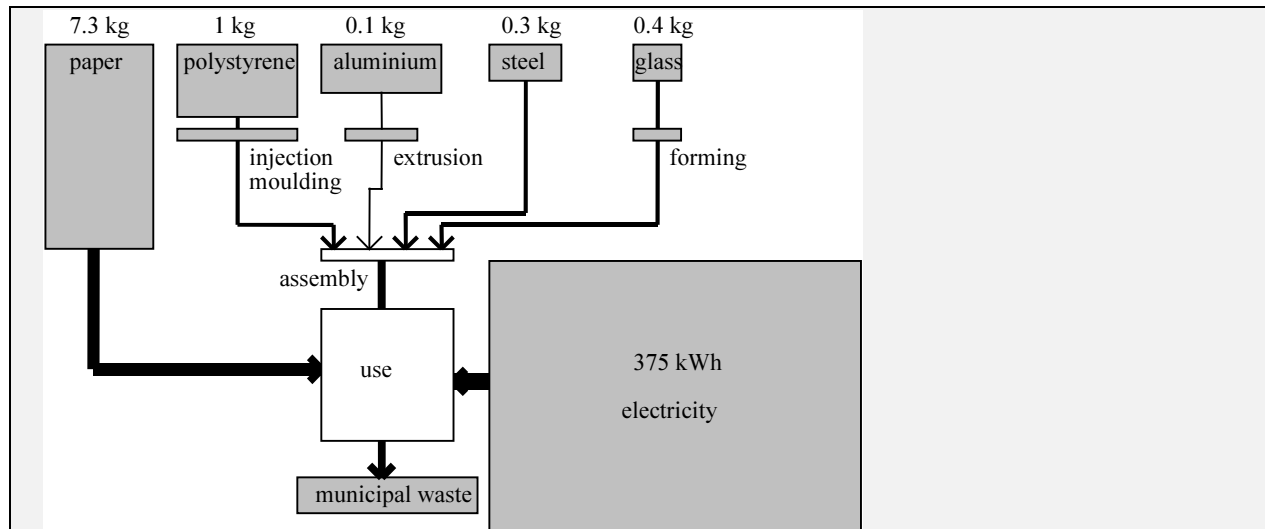 7.3 kg 1 kg 0.1 kg 0.3 kg 0.4 kg
paper polystyrene aluminium steel glass
injection
moulding
extrusion
forming
assembly
use
375 kWh
electricity
municipal waste